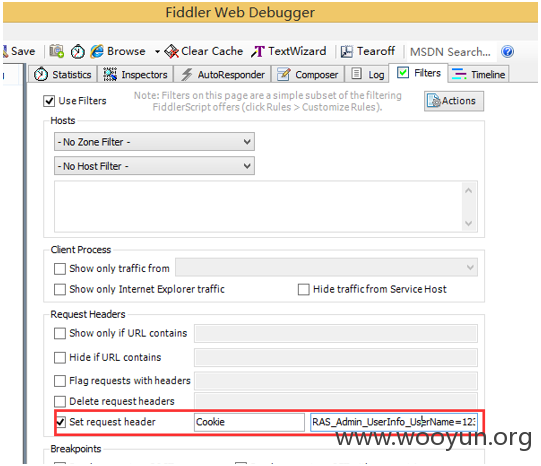 Fiddler Web Debugger
Save Browse Clear Cache TextWizard Tearoff MSDN Search...
Statistics Inspectors AutoResponder Composer Log Filters Timeline
Use Filters
Note: Filters on this page are a simple subset of the filtering
FiddlerScript offers (click Rules > Customize Rules).
Actions
Hosts
- No Zone Filter -
- No Host Filter -
Client Process
Show only traffic from
Show only Internet Explorer traffic Hide traffic from Service Host
Request Headers
Show only if URL contains
Hide if URL contains
Flag requests with headers
Delete request headers
Set request header Cookie RAS_Admin_UserInfo_UserName=123
www.wooyun.org
Breakpoints